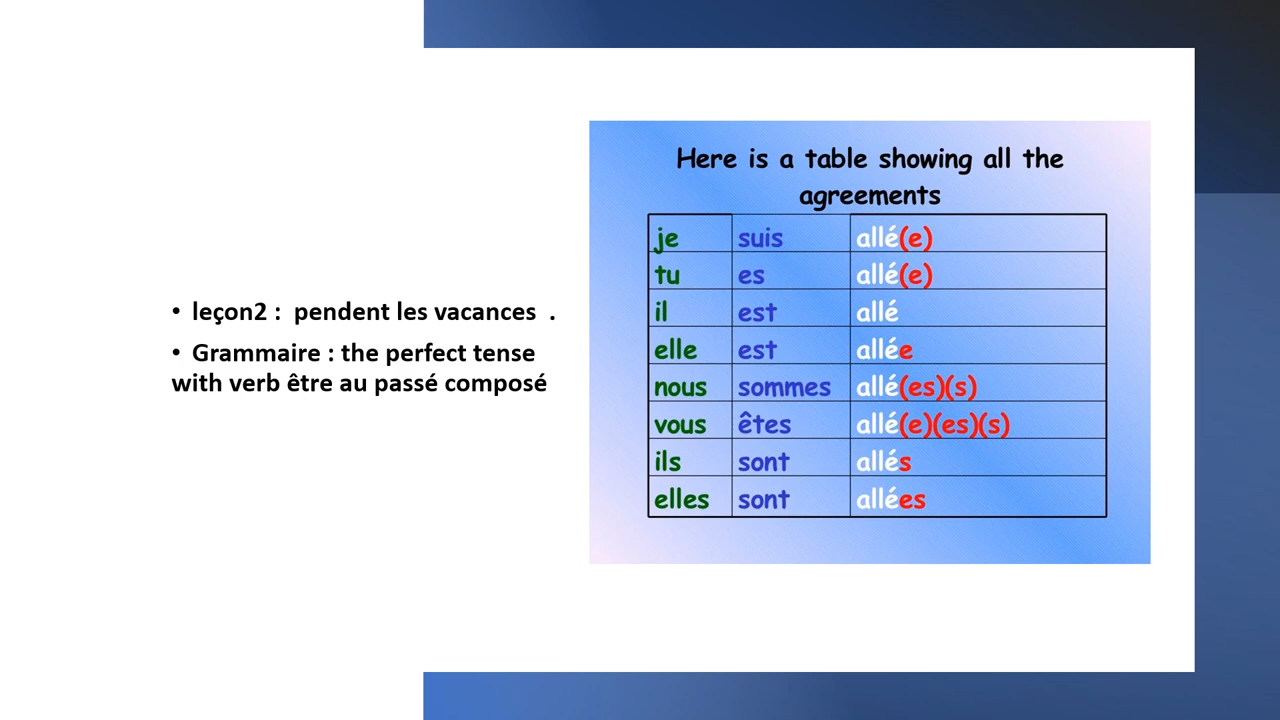 • leçon2 : pendent les vacances .
• Grammaire : the perfect tense
with verb être au passé composé
Here is a table showing all the
agreements
je suis allé(e)
tu es allé(e)
il est allé
elle est allée
nous sommes allé(es)(s)
vous êtes allé(e)(es)(s)
ils sont allés
elles sont allées